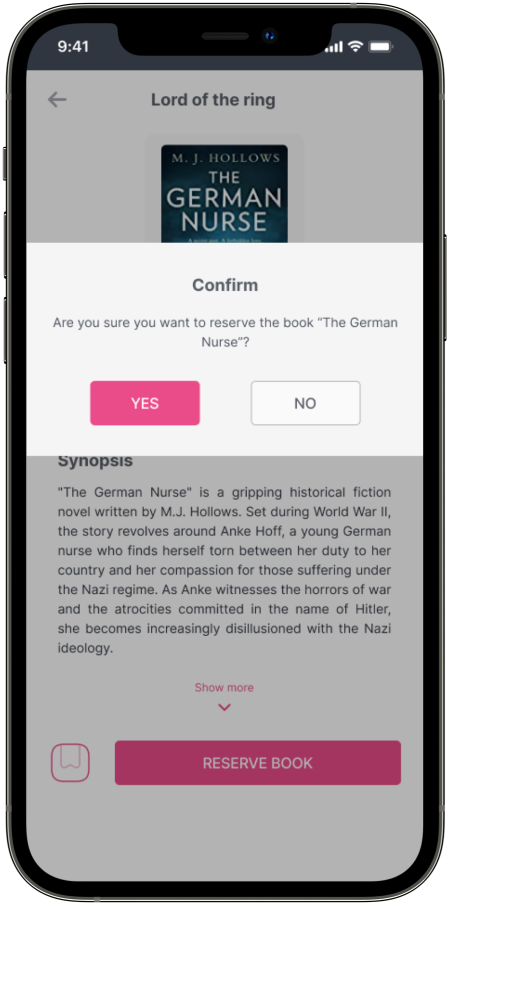 9:41
Lord of the ring
M. J. HOLLOWS
THE
GERMAN
NURSE
Confirm
Are you sure you want to reserve the book “The German
Nurse”?
YES
NO
Synopsis
"The German Nurse" is a gripping historical fiction
novel written by M.J. Hollows. Set during World War II,
the story revolves around Anke Hoff, a young German
nurse who finds herself torn between her duty to her
country and her compassion for those suffering under
the Nazi regime. As Anke witnesses the horrors of war
and the atrocities committed in the name of Hitler,
she becomes increasingly disillusioned with the Nazi
ideology.
Show more
RESERVE BOOK